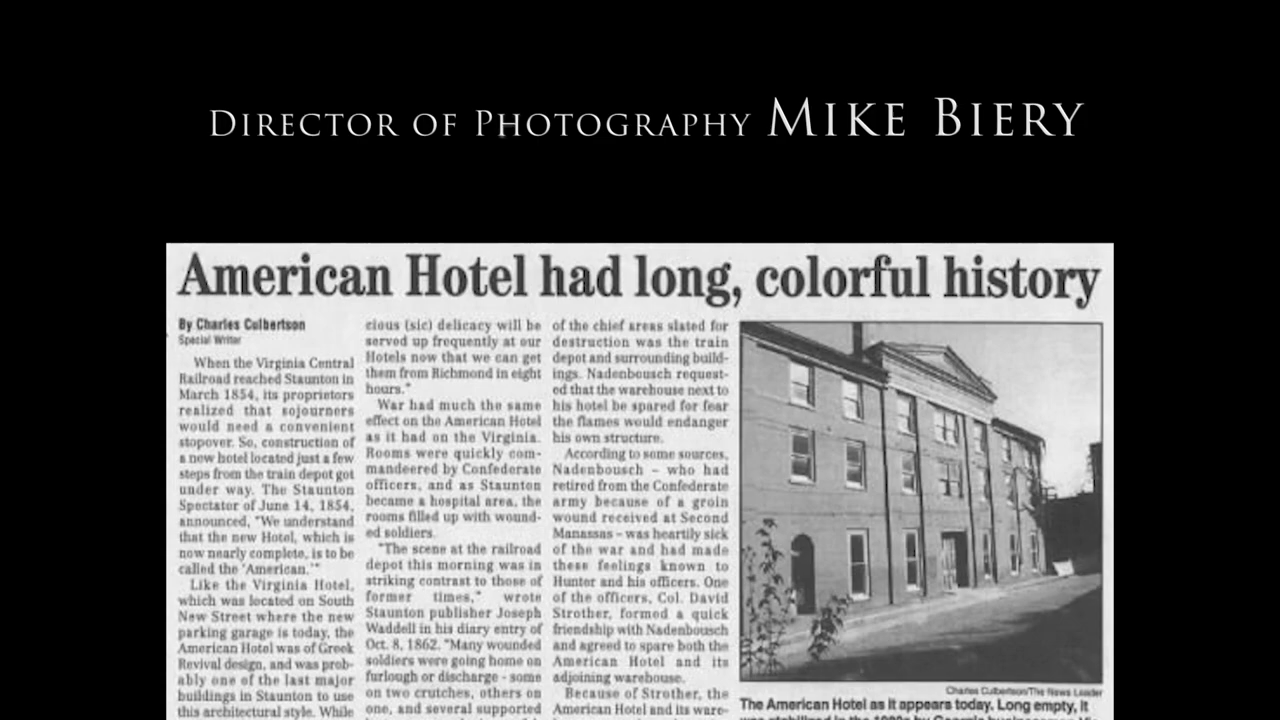 DIRECTOR OF PHOTOGRAPHY MIKE BIERY
American Hotel had long, colorful history
By Charles Culbertson
Special Writer
When the Virginia Central
Railroad reached Staunton in
March 1854, its proprietors
realized that sojourners
would need a convenient
stopover. So, construction of
a new hotel located just a few
steps from the train depot got
under way. The Staunton
Spectator of June 14, 1854,
announced, "We understand
that the new Hotel, which is
now nearly complete, is to be
called the 'American.'"
Like the Virginia Hotel,
which was located on South
New Street where the new
parking garage is today, the
American Hotel was of Greek
Revival design, and was prob-
ably one of the last major
buildings in Staunton to use
this architectural style. While
cious (sic) delicacy will be
served up frequently at our
Hotels now that we can get
them from Richmond in eight
hours."
War had much the same
effect on the American Hotel
as it had on the Virginia.
Rooms were quickly com-
mandeered by Confederate
officers, and as Staunton
became a hospital area, the
rooms filled up with wound-
ed soldiers.
"The scene at the railroad
depot this morning was in
striking contrast to those of
former times," wrote
Staunton publisher Joseph
Waddell in his diary entry of
Oct. 8, 1862. "Many wounded
soldiers were going home on
furlough or discharge - some
on two crutches, others on
one, and several supported
of the chief areas slated for
destruction was the train
depot and surrounding build-
ings. Nadenbousch request-
ed that the warehouse next to
his hotel be spared for fear
the flames would endanger
his own structure.
According to some sources,
Nadenbousch – who had
retired from the Confederate
army because of a groin
wound received at Second
Manassas – was heartily sick
of the war and had made
these feelings known to
Hunter and his officers. One
of the officers, Col. David
Strother, formed a quick
friendship with Nadenbousch
and agreed to spare both the
American Hotel and its
adjoining warehouse.
Because of Strother, the
American Hotel and its ware-
Charles Culbertson/The News Leader
The American Hotel as it appears today. Long empty, it